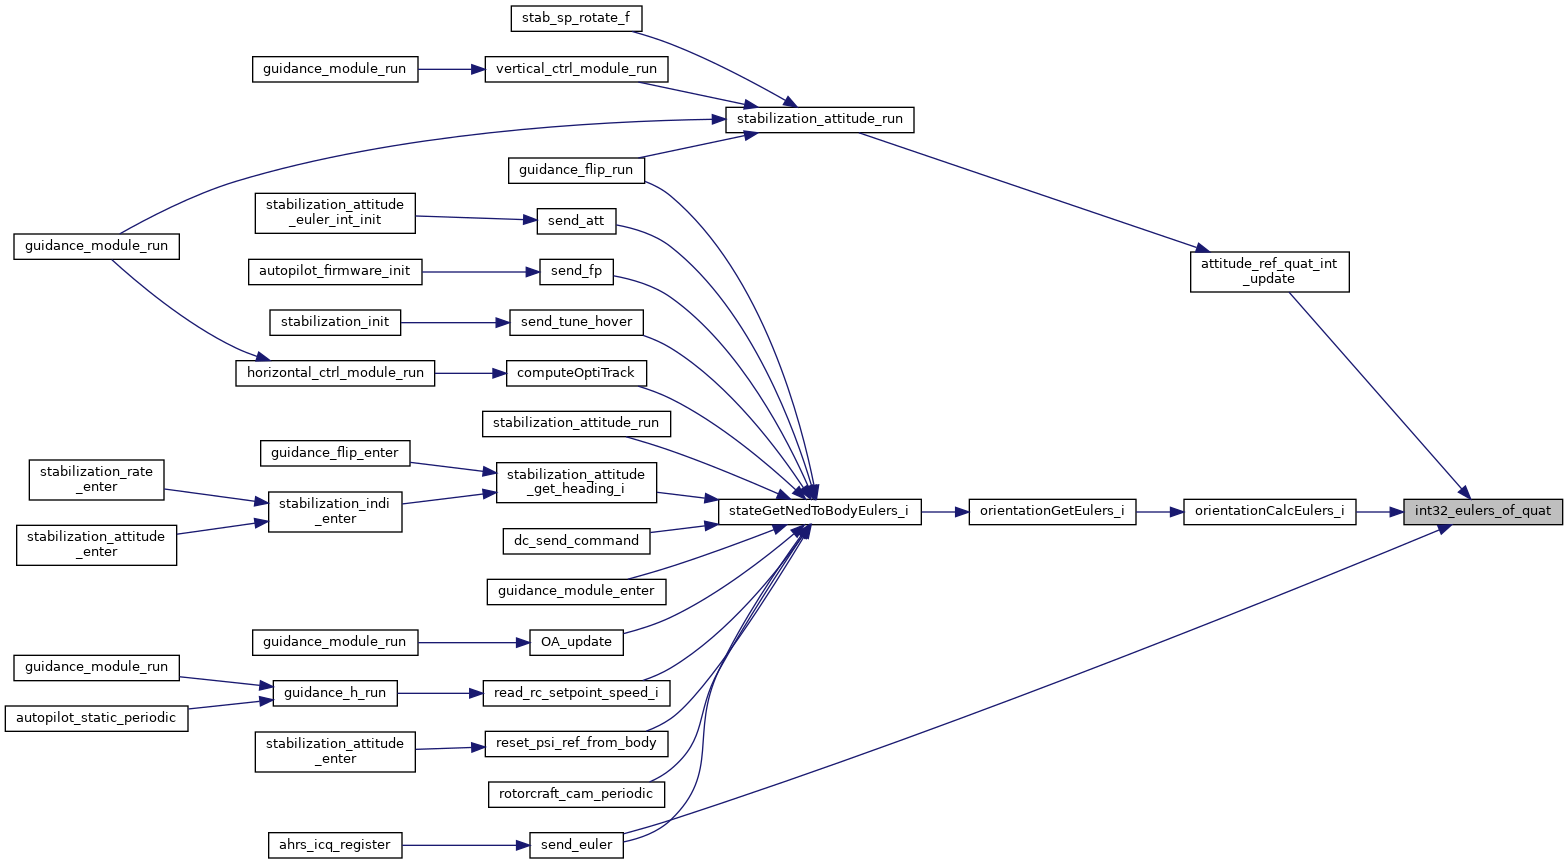 stab_sp_rotate_f
guidance_module_run
vertical_ctrl_module_run
stabilization_attitude_run
guidance_flip_run
stabilization_attitude
_euler_int_init
send_att
guidance_module_run
attitude_ref_quat_int
_update
autopilot_firmware_init
send_fp
stabilization_init
send_tune_hover
horizontal_ctrl_module_run
computeOptiTrack
stabilization_attitude_run
guidance_flip_enter
stabilization_rate
_enter
stabilization_attitude
_get_heading_i
stabilization_indi
_enter
stateGetNedToBodyEulers_i
orientationGetEulers_i
orientationCalcEulers_i
int32_eulers_of_quat
stabilization_attitude
_enter
dc_send_command
guidance_module_enter
guidance_module_run
OA_update
guidance_module_run
guidance_h_run
read_rc_setpoint_speed_i
autopilot_static_periodic
stabilization_attitude
_enter
reset_psi_ref_from_body
rotorcraft_cam_periodic
ahrs_icq_register
send_euler